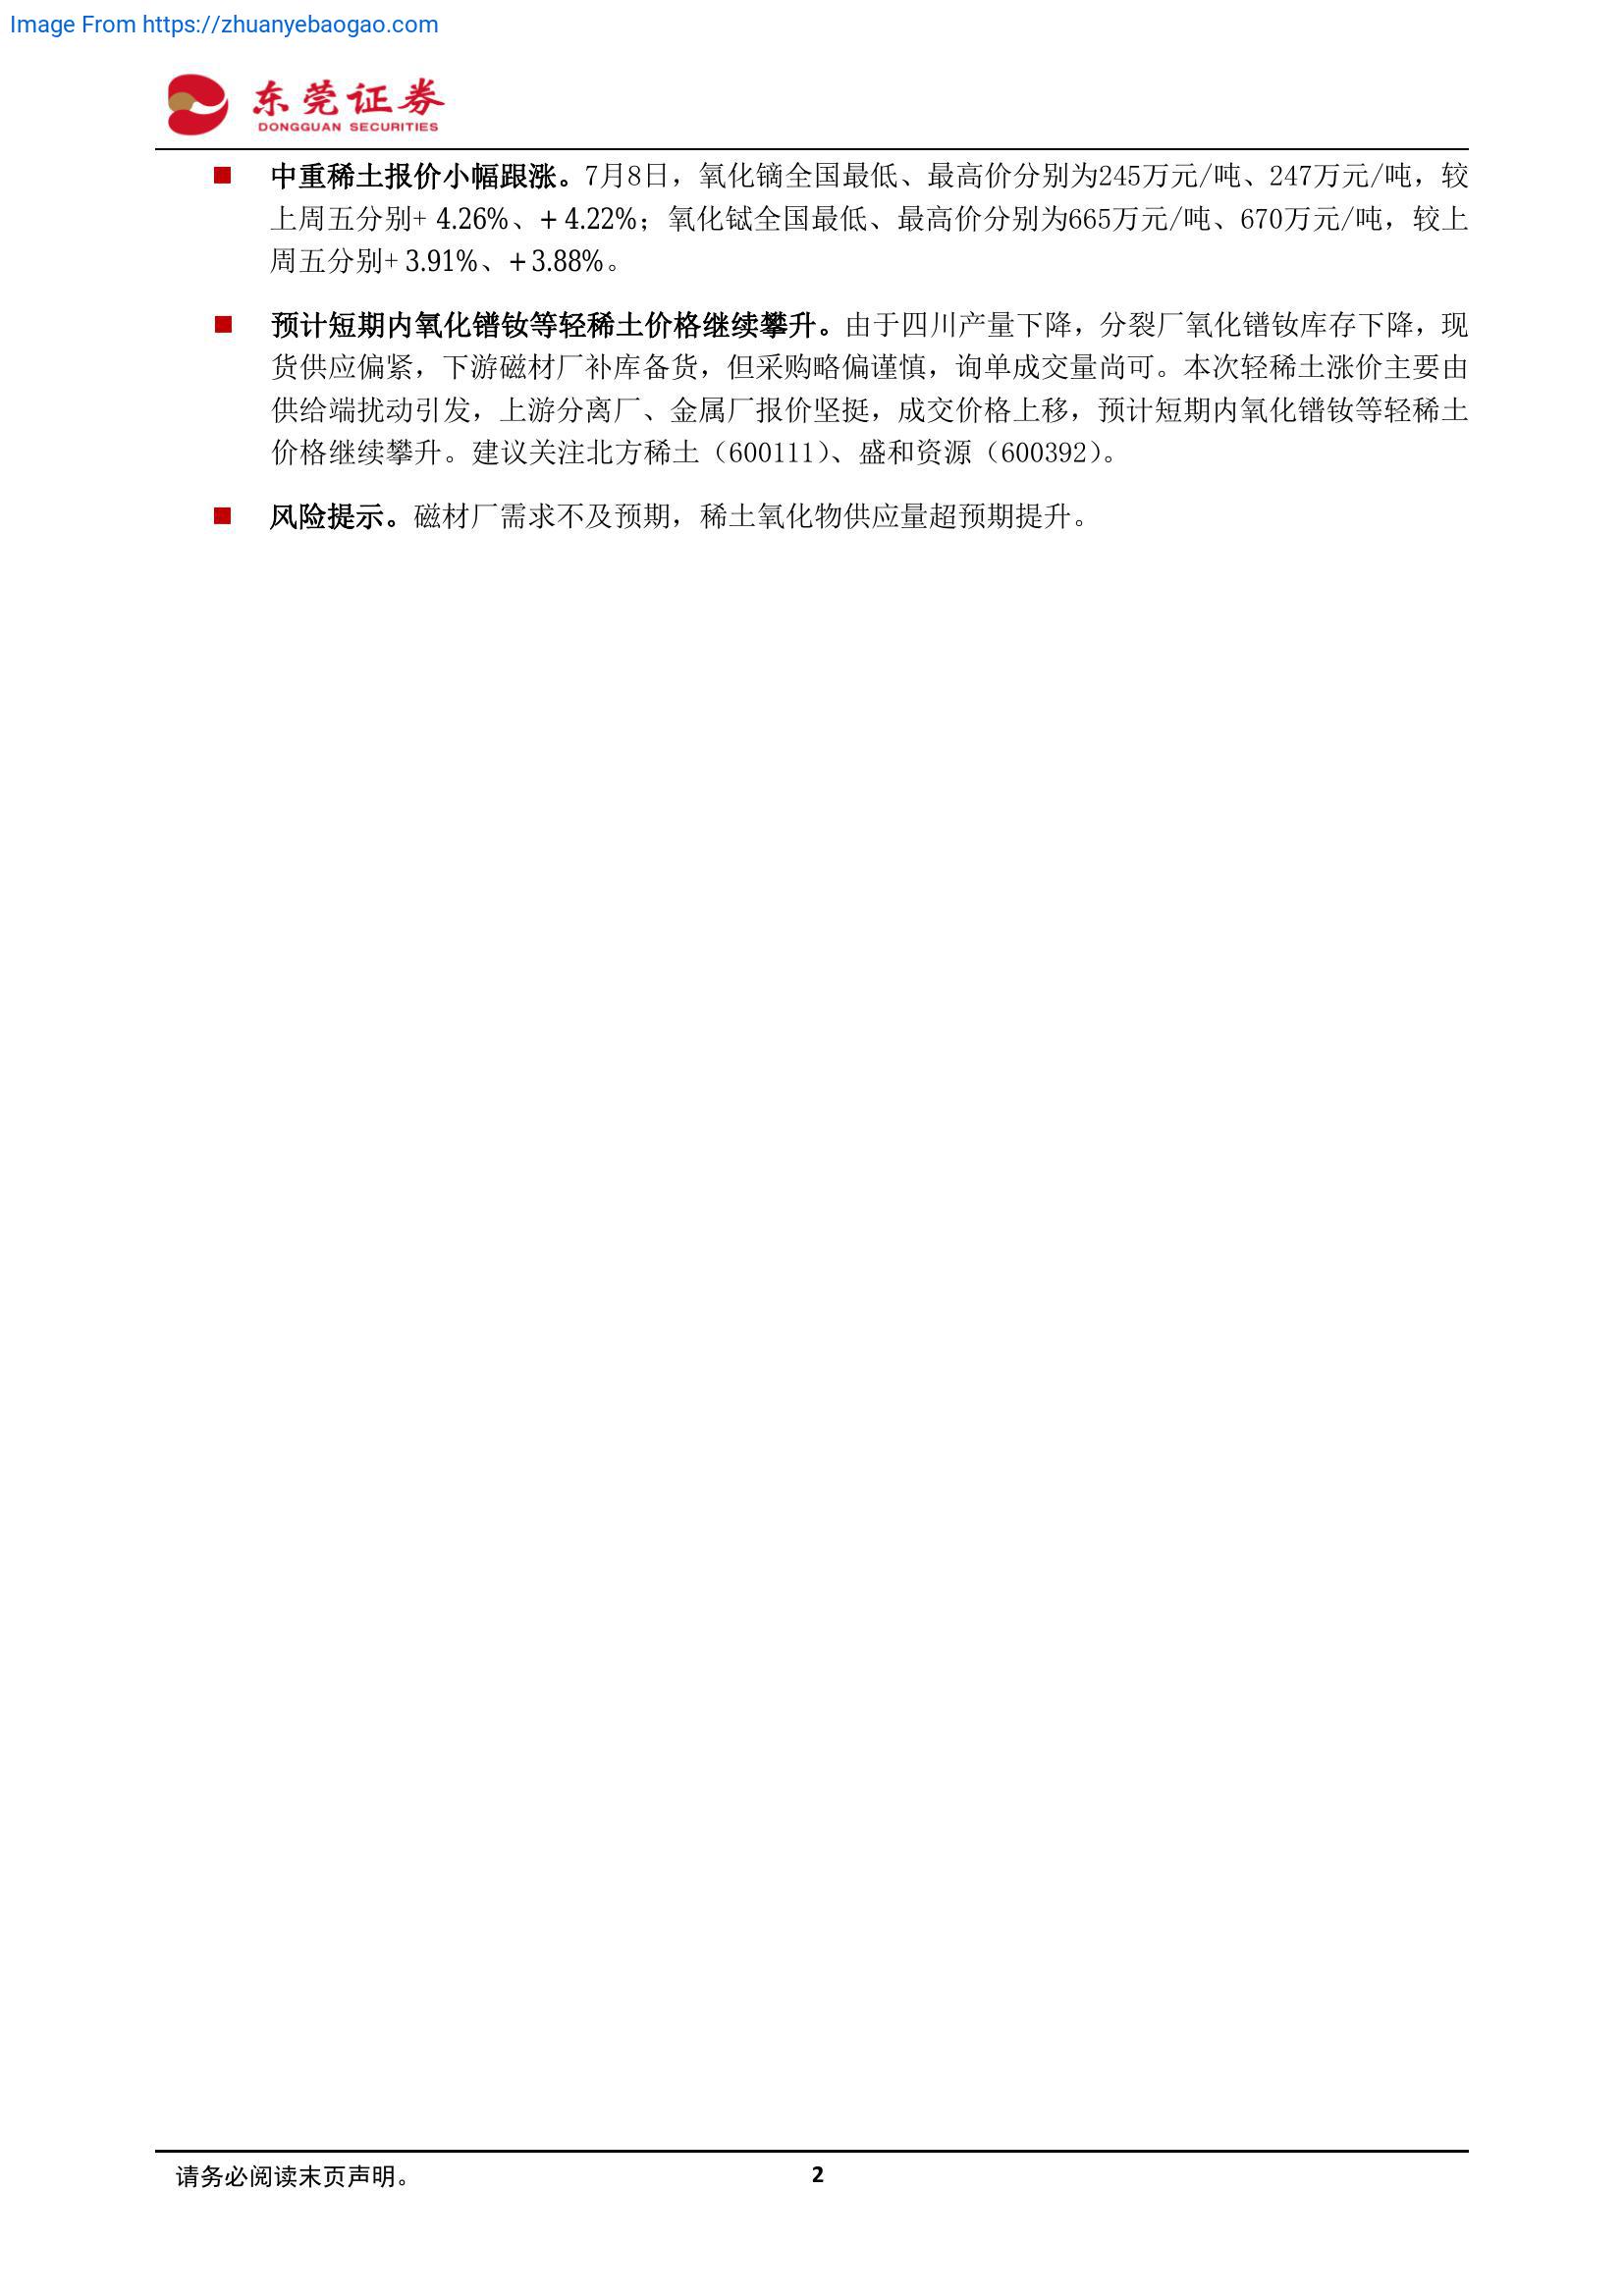 Image From https://zhuanyebaogao.com
东莞证券
DONGGUAN SECURITIES
中重稀土报价小幅跟涨。7月8日，氧化镝全国最低、最高价分别为245万元/吨、247万元/吨，较
上周五分别+ 4.26%、+ 4.22%；氧化铽全国最低、最高价分别为665万元/吨、670万元/吨，较上
周五分别+ 3.91%、+ 3.88%。
预计短期内氧化镨钕等轻稀土价格继续攀升。由于四川产量下降，分裂厂氧化镨钕库存下降，现
货供应偏紧，下游磁材厂补库备货，但采购略偏谨慎，询单成交量尚可。本次轻稀土涨价主要由
供给端扰动引发，上游分离厂、金属厂报价坚挺，成交价格上移，预计短期内氧化镨钕等轻稀土
价格继续攀升。建议关注北方稀土（600111）、盛和资源（600392）。
风险提示。磁材厂需求不及预期，稀土氧化物供应量超预期提升。
请务必阅读末页声明。
2